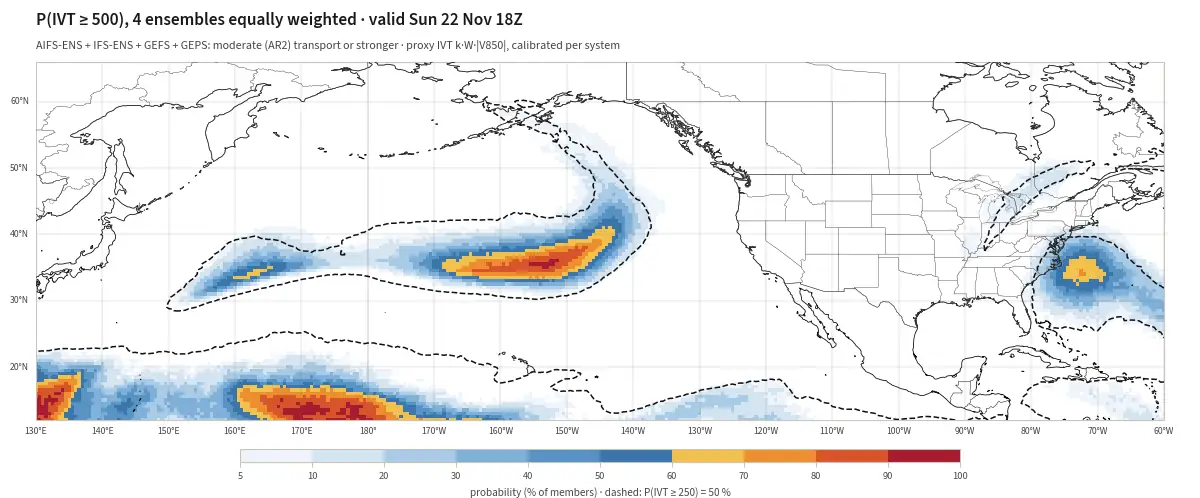 P(IVT ≥ 500), 4 ensembles equally weighted · valid Sun 22 Nov 18Z
AIFS-ENS + IFS-ENS + GEFS + GEPS: moderate (AR2) transport or stronger · proxy IVT k·W·|V850|, calibrated per system
60°N
50°N
40°N
30°N
20°N
130°E 140°E 150°E 160°E 170°E 180° 170°W 160°W 150°W 140°W 130°W 120°W 110°W 100°W 90°W 80°W 70°W 60°W
5 10 20 30 40 50 60 70 80 90 100
probability (% of members) · dashed: P(IVT ≥ 250) = 50 %